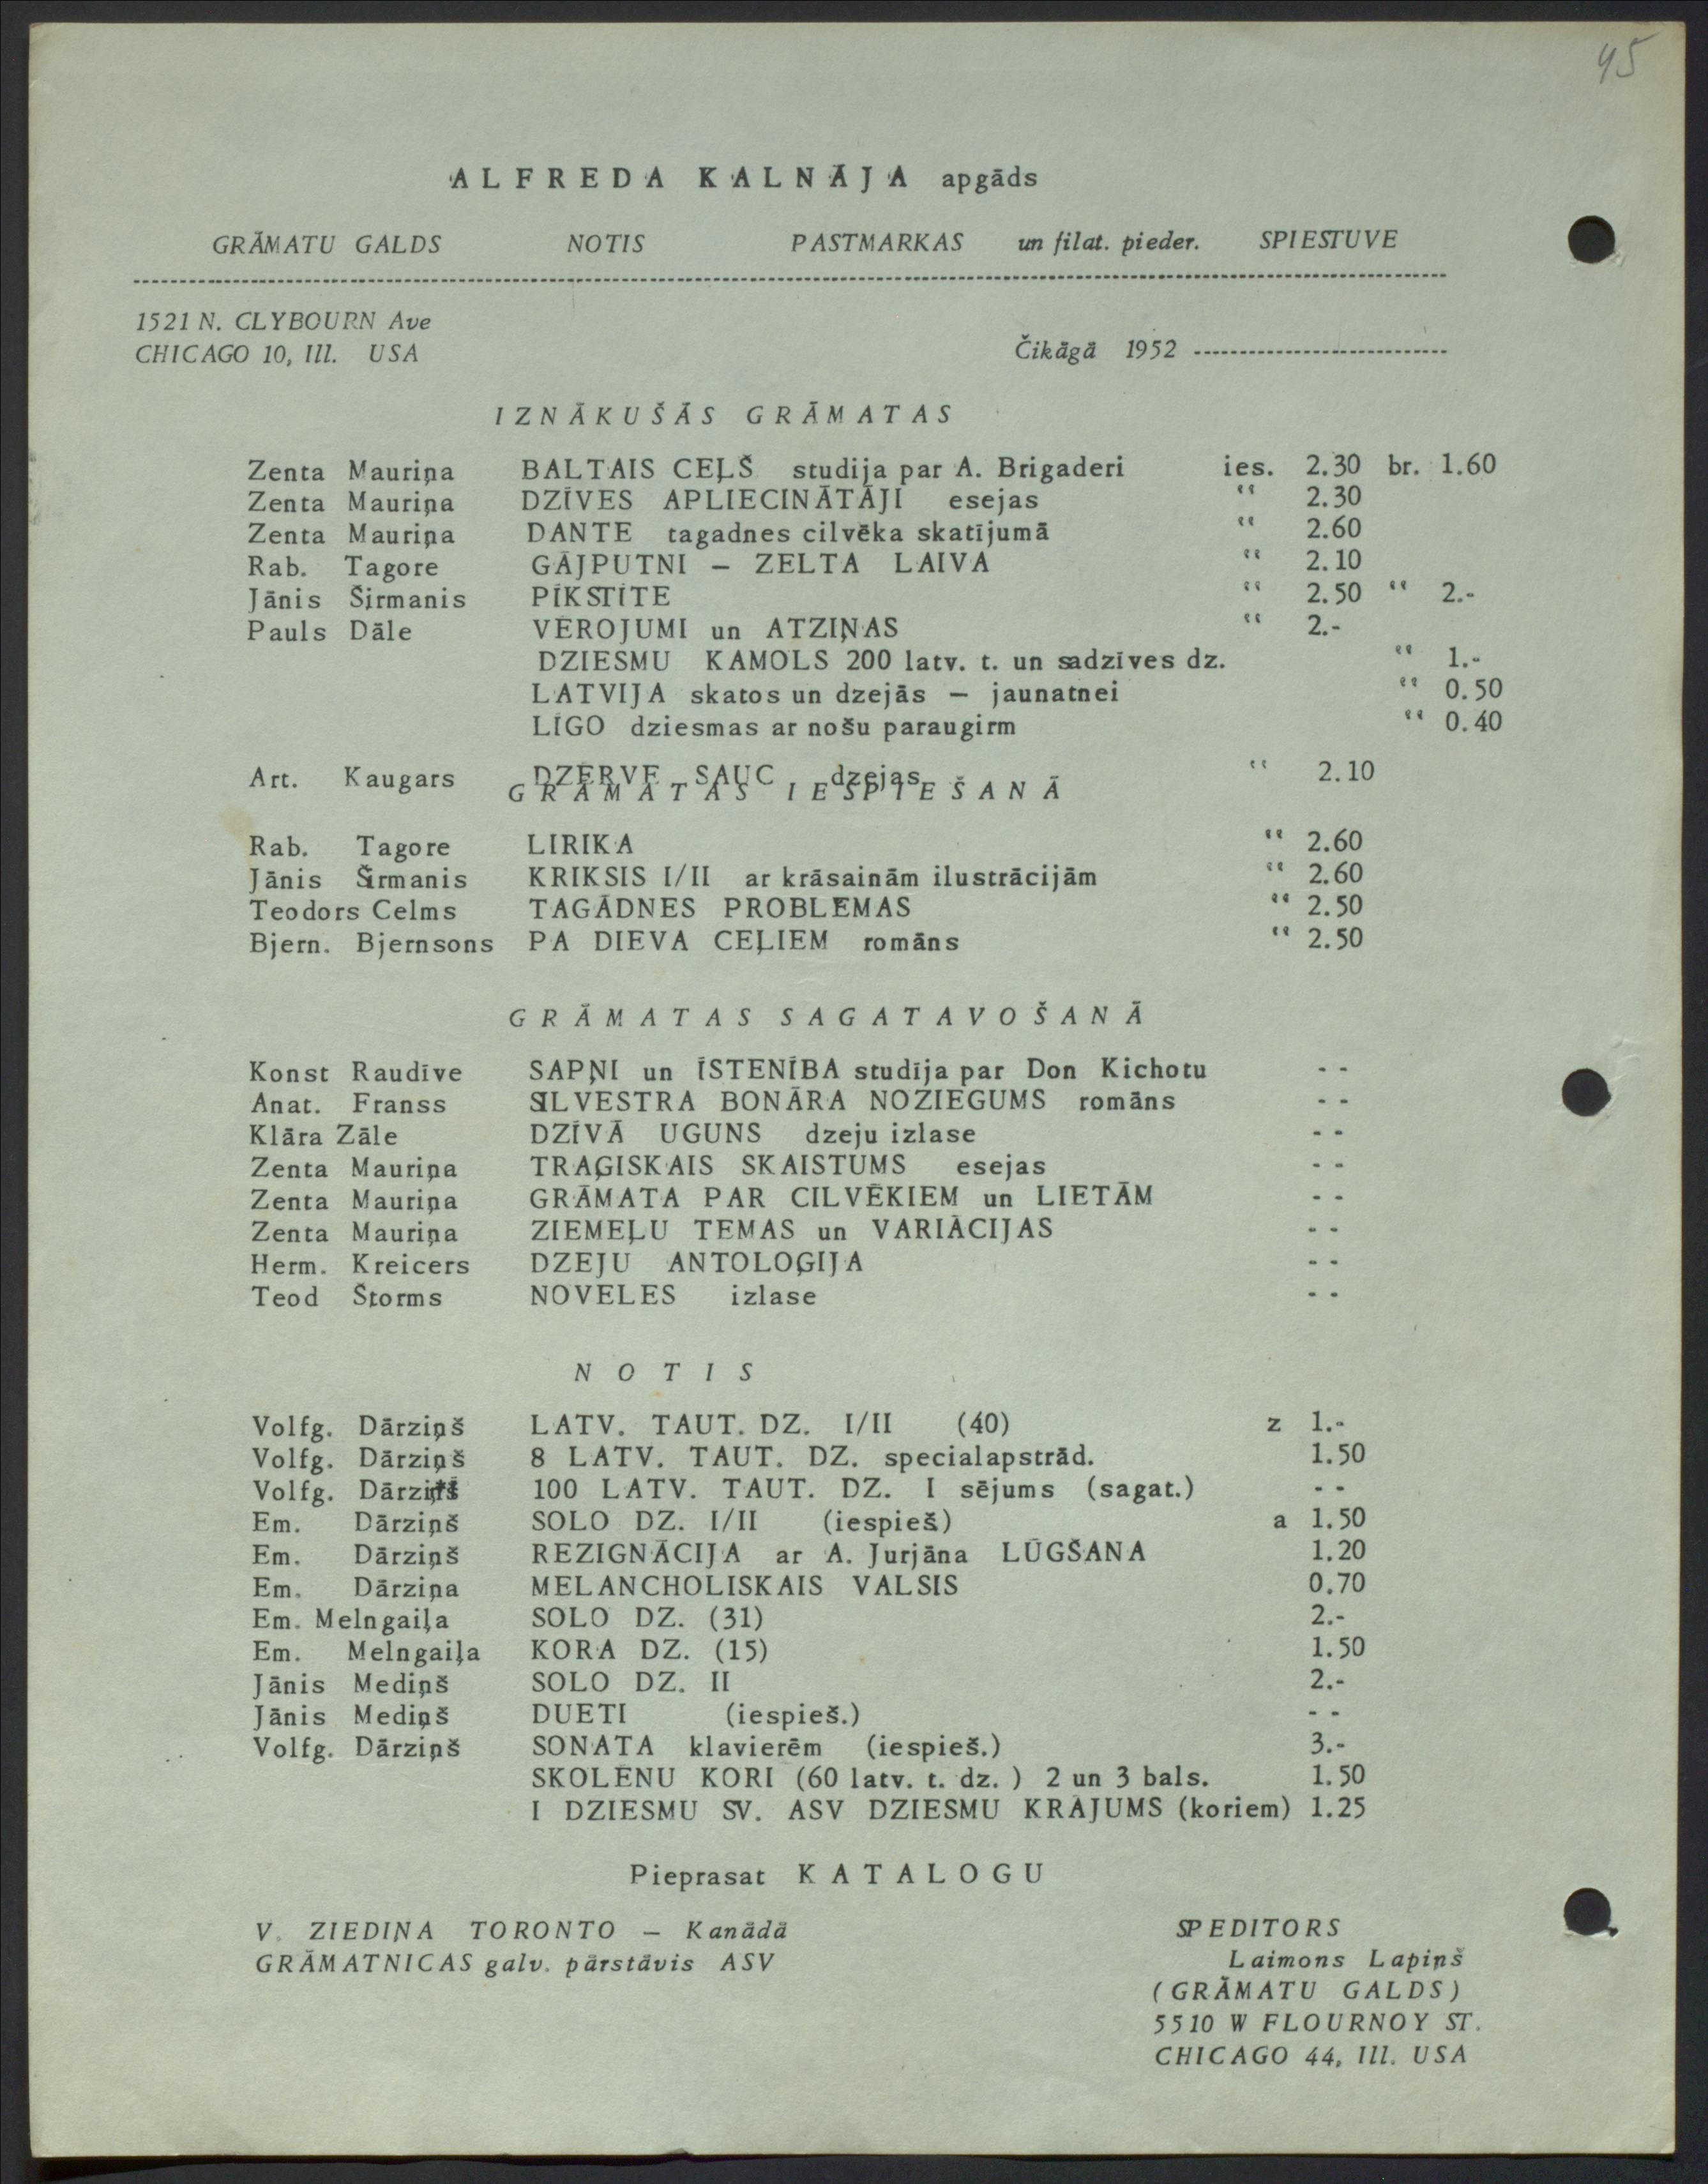 45
ALFREDA KALNĀJA apgāds
GRĀMATU GALDS NOTIS PASTMARKAS un filat. pieder. SPIESTUVE
1521 N. CLYBOURN Ave
CHICAGO 10, Ill. USA
Čikāgā 1952
IZNĀKUŠĀS GRĀMATAS
Zenta Mauriņa BALTAIS CEĻŠ studija par A. Brigaderi ies. 2.30 br. 1.60
Zenta Mauriņa DZĪVES APLIECINĀTĀJI esejas " 2.30
Zenta Mauriņa DANTE tagadnes cilvēka skatījumā " 2.60
Rab. Tagore GĀJPUTNI – ZELTA LAIVA " 2.10
Jānis Širmanis PĪKSTĪTE " 2.50 " 2.-
Pauls Dāle VĒROJUMI un ATZIŅAS " 2.-
DZIESMU KAMOLS 200 latv. t. un sadzīves dz. " 1.-
LATVIJA skatos un dzejās – jaunatnei " 0.50
LĪGO dziesmas ar nošu paraugirm " 0.40
Art. Kaugars DZĒRVE SAUC dzejas " 2.10
GRĀMATAS IESPIEŠANĀ
Rab. Tagore LIRIKA " 2.60
Jānis Širmanis KRIKSIS I/II ar krāsainām ilustrācijām " 2.60
Teodors Celms TAGĀDNES PROBLĒMAS " 2.50
Bjern. Bjernsons PA DIEVA CEĻIEM romāns " 2.50
GRĀMATAS SAGATAVOŠANĀ
Konst Raudīve SAPŅI un ĪSTENĪBA studīja par Don Kichotu - -
Anat. Franss SILVESTRA BONĀRA NOZIEGUMS romāns - -
Klāra Zāle DZĪVĀ UGUNS dzeju izlase - -
Zenta Mauriņa TRAĢISKAIS SKAISTUMS esejas - -
Zenta Mauriņa GRĀMATA PAR CILVĒKIEM un LIETĀM - -
Zenta Mauriņa ZIEMEĻU TEMAS un VARIĀCIJAS - -
Herm. Kreicers DZEJU ANTOLOĢIJA - -
Teod Štorms NOVELES izlase - -
NOTIS
Volfg. Dārziņš LATV. TAUT. DZ. I/II (40) z 1.-
Volfg. Dārziņš 8 LATV. TAUT. DZ. specialapstrād. 1.50
Volfg. Dārziņš 100 LATV. TAUT. DZ. I sējums (sagat.) - -
Em. Dārziņš SOLO DZ. I/II (iespieš.) a 1.50
Em. Dārziņš REZIGNĀCIJA ar A. Jurjāna LŪGŠANA 1.20
Em. Dārziņa MELANCHOLISKAIS VALSIS 0.70
Em. Melngaiļa SOLO DZ. (31) 2.-
Em. Melngaiļa KORA DZ. (15) 1.50
Jānis Mediņš SOLO DZ. II 2.-
Jānis Mediņš DUETI (iespieš.) - -
Volfg. Dārziņš SONATA klavierēm (iespieš.) 3.-
SKOLĒNU KORI (60 latv. t. dz. ) 2 un 3 bals. 1.50
I DZIESMU SV. ASV DZIESMU KRĀJUMS (koriem) 1.25
Pieprasat KATALOGU
V. ZIEDIŅA TORONTO – Kanādā
GRĀMATNICAS galv. pārstāvis ASV
SPEDITORS
Laimons Lapiņš
(GRĀMATU GALDS)
5510 W FLOURNOY ST.
CHICAGO 44, Ill. USA